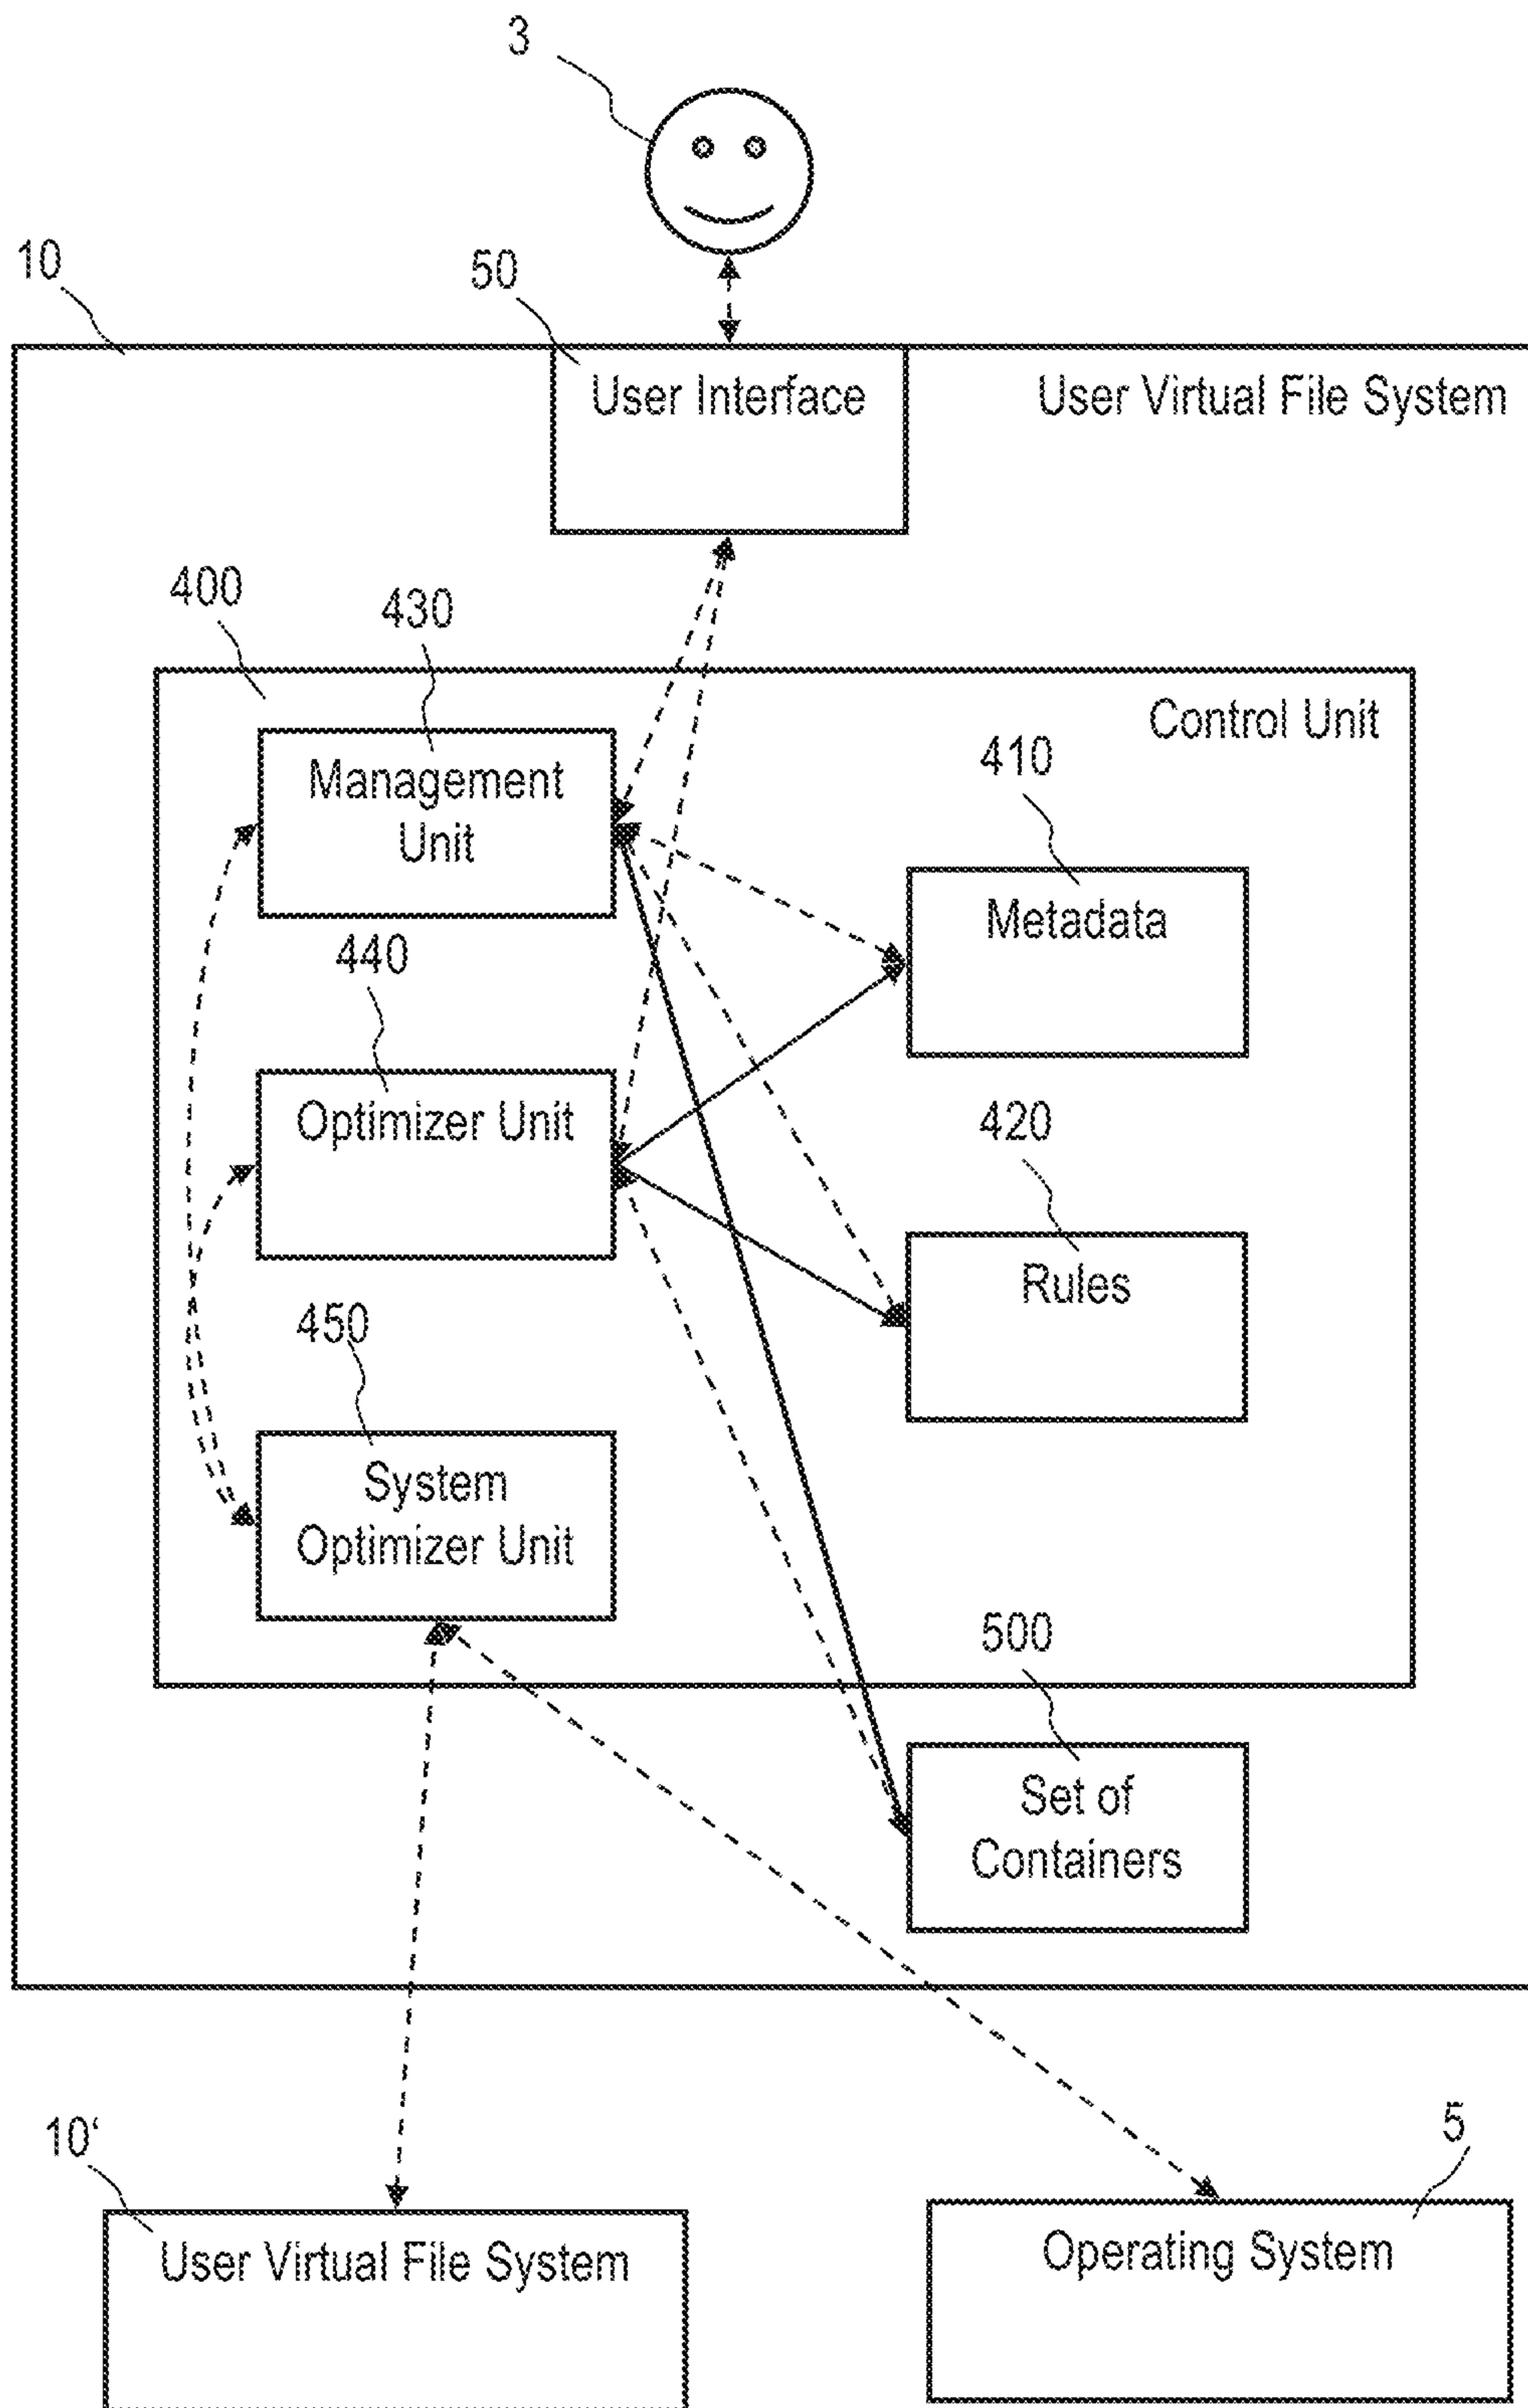 3
10
50
User Interface
User Virtual File System
400
430
Control Unit
Management
Unit
410
Metadata
440
Optimizer Unit
420
Rules
450
System
Optimizer Unit
500
Set of
Containers
10‘
5
User Virtual File System
Operating System